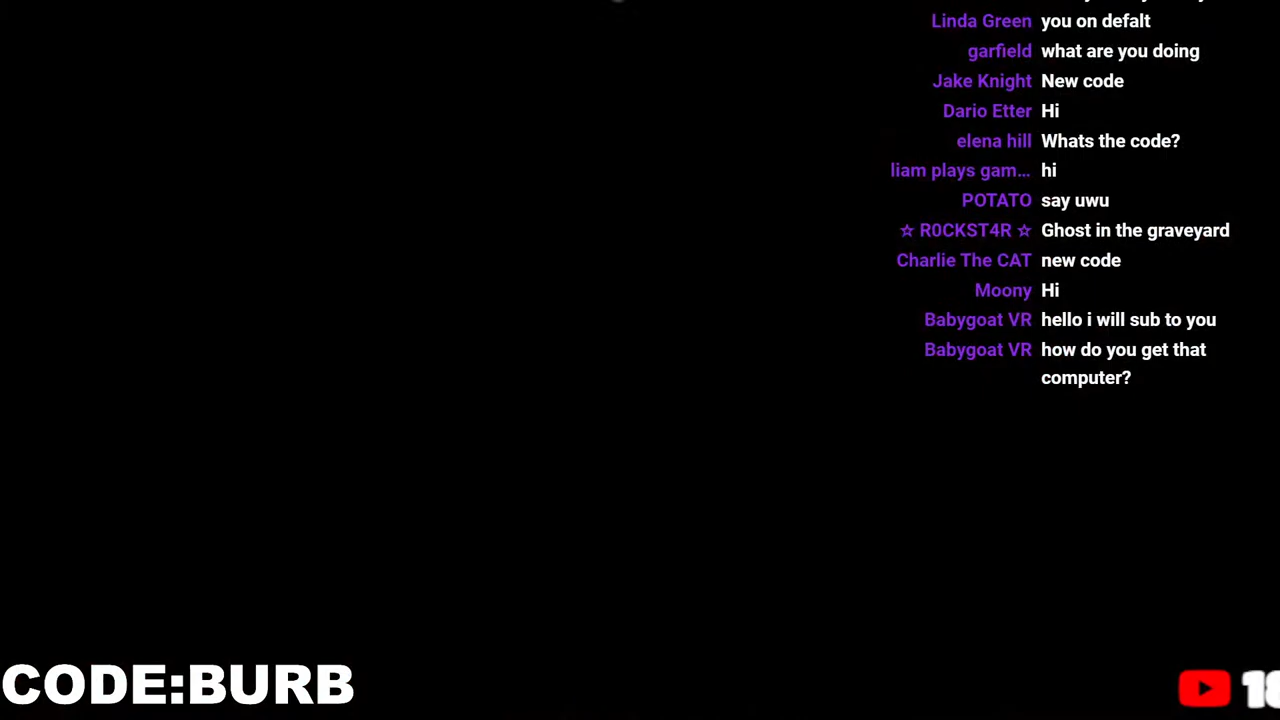 Linda Green you on defalt
garfield what are you doing
Jake Knight New code
Dario Etter Hi
elena hill Whats the code?
liam plays gam... hi
POTATO say uwu
☆ R0CKST4R ☆ Ghost in the graveyard
Charlie The CAT new code
Moony Hi
Babygoat VR hello i will sub to you
Babygoat VR how do you get that
computer?
CODE:BURB